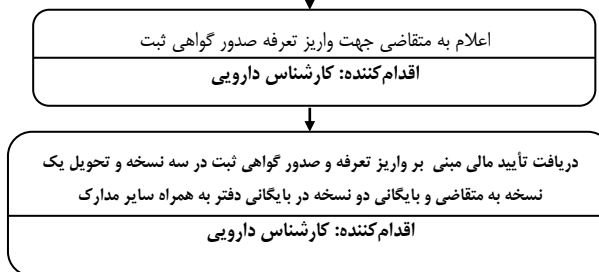 اعلام به متقاضی جهت واریز تعرفه صدور گواهی ثبت
اقدام‌کننده: کارشناس دارویی
دریافت تأیید مالی مبنی بر واریز تعرفه و صدور گواهی ثبت در سه نسخه و تحویل یک
نسخه به متقاضی و بایگانی دو نسخه در بایگانی دفتر به همراه سایر مدارک
اقدام‌کننده: کارشناس دارویی